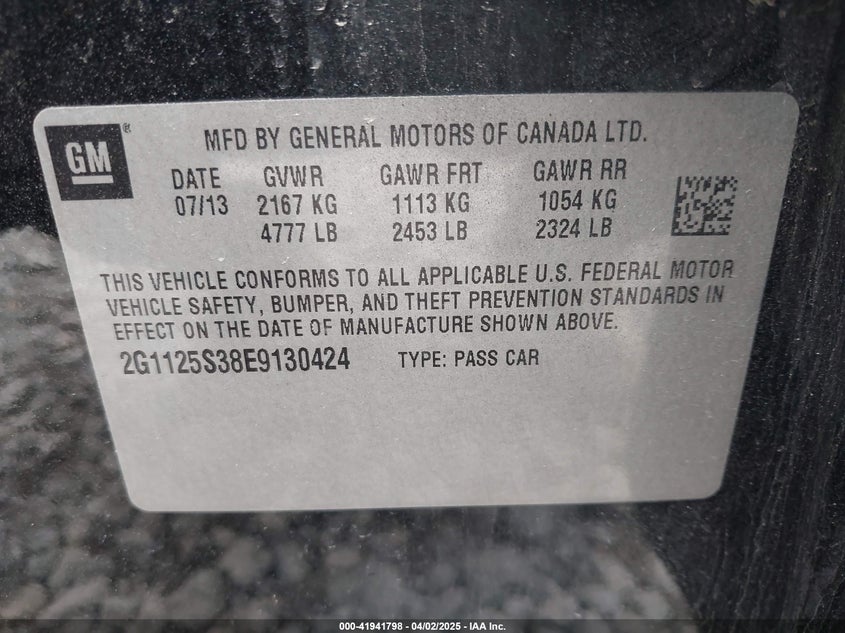 GM ®
MFD BY GENERAL MOTORS OF CANADA LTD.
DATE GVWR GAWR FRT GAWR RR
07/13 2167 KG 1113 KG 1054 KG
4777 LB 2453 LB 2324 LB
THIS VEHICLE CONFORMS TO ALL APPLICABLE U.S. FEDERAL MOTOR
VEHICLE SAFETY, BUMPER, AND THEFT PREVENTION STANDARDS IN
EFFECT ON THE DATE OF MANUFACTURE SHOWN ABOVE.
2G1125S38E9130424 TYPE: PASS CAR
000-41941798 - 04/02/2025 - IAA Inc.